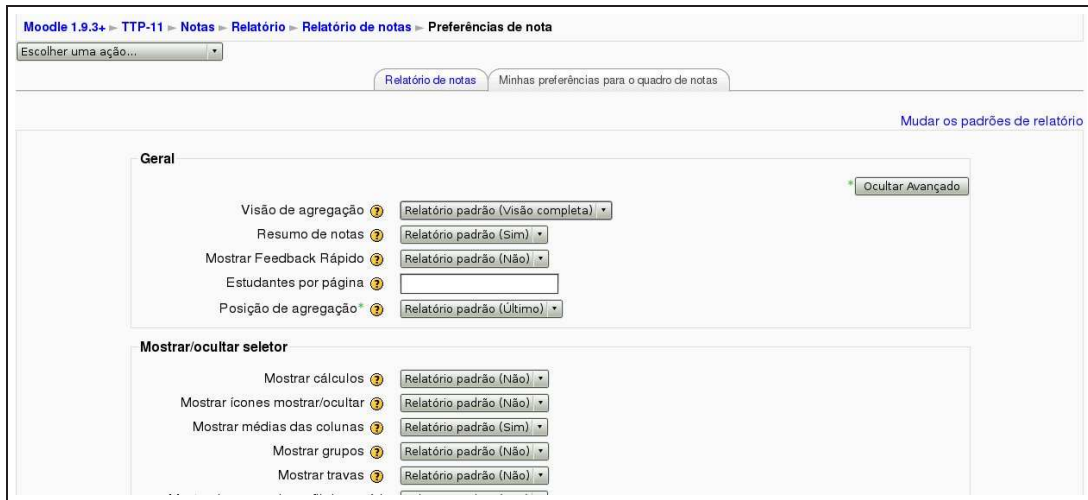 Moodle 1.9.3+ ► TTP-11 ► Notas ► Relatório ► Relatório de notas ► Preferências de nota
Escolher uma ação...
Relatório de notas Minhas preferências para o quadro de notas
Mudar os padrões de relatório
Geral
* Ocultar Avançado
Visão de agregação Relatório padrão (Visão completa)
Resumo de notas Relatório padrão (Sim)
Mostrar Feedback Rápido Relatório padrão (Não)
Estudantes por página
Posição de agregação* Relatório padrão (Último)
Mostrar/ocultar seletor
Mostrar cálculos Relatório padrão (Não)
Mostrar ícones mostrar/ocultar Relatório padrão (Não)
Mostrar médias das colunas Relatório padrão (Sim)
Mostrar grupos Relatório padrão (Não)
Mostrar travas Relatório padrão (Não)